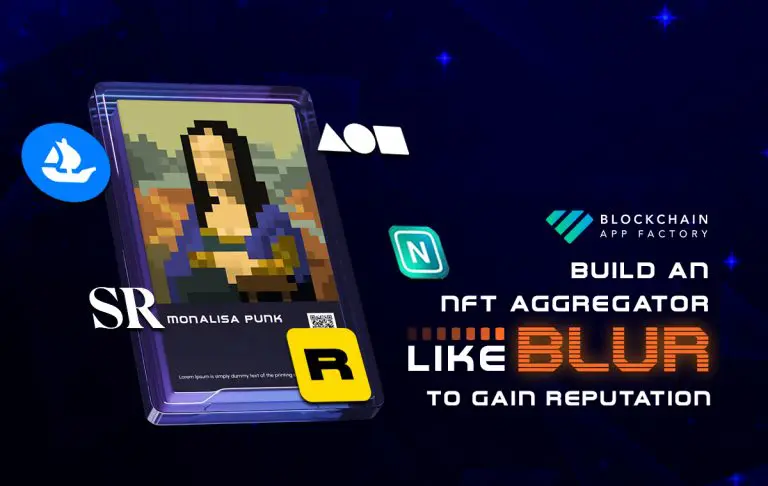 SR
MONALISA PUNK
Lorem Ipsum is simply dummy text of the printing
R
N
BLOCKCHAIN
APP FACTORY
BUILD AN
NFT AGGREGATOR
LIKE BLUR
TO GAIN REPUTATION